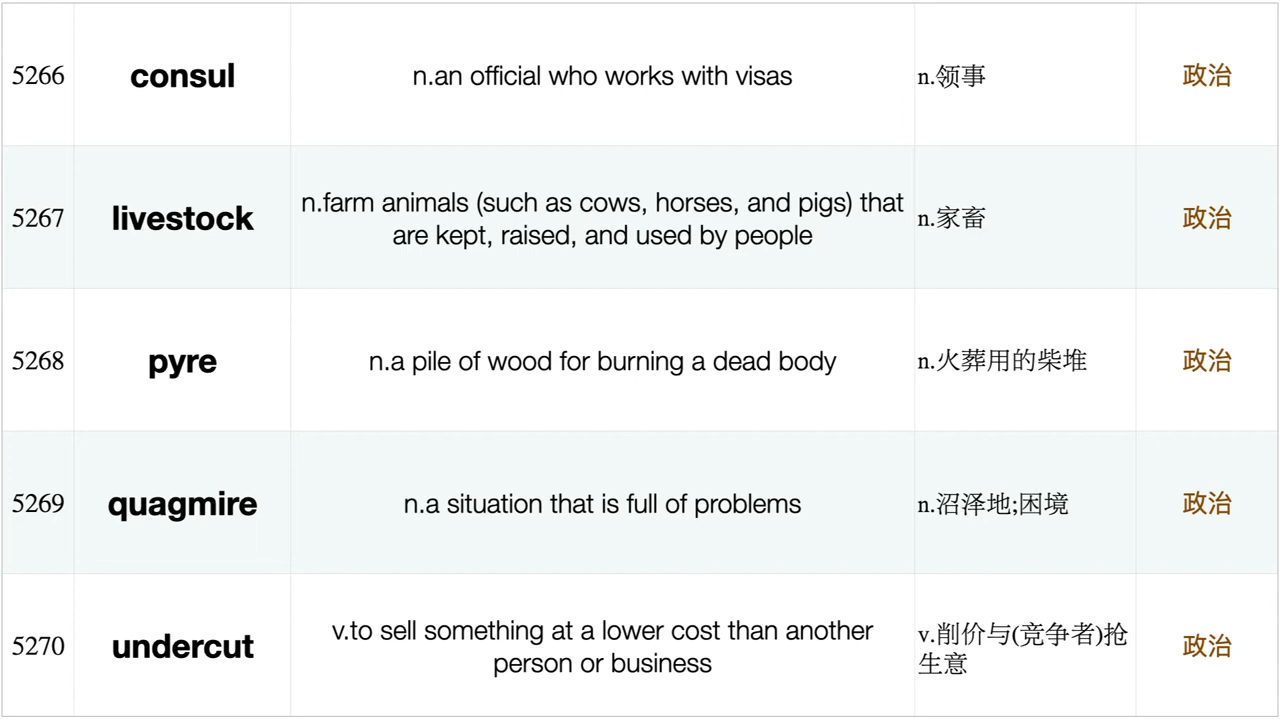 5266 consul n.an official who works with visas n.领事 政治
n.farm animals (such as cows, horses, and pigs) that
5267 livestock are kept, raised, and used by people n.家畜 政治
5268 pyre n.a pile of wood for burning a dead body n.火葬用的柴堆 政治
5269 quagmire n.a situation that is full of problems n.沼泽地;困境 政治
5270 undercut v.to sell something at a lower cost than another v.削价与(竞争者)抢 政治
person or business 生意